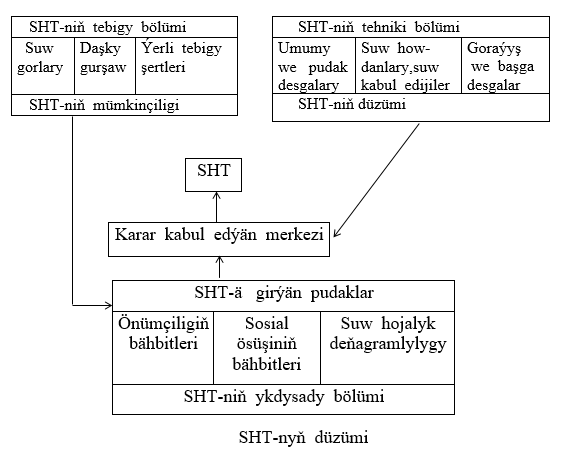 SHT-niň tebigy bölümi
Suw
gorlary
Daşky
gurşaw
Ýerli tebigy
şertleri
SHT-niň mümkinçiligi
SHT-niň tehniki bölümi
Umumy
we pudak
desgalary
Suw how-
danlary,suw
kabul edijiler
Goraýyş
we başga
desgalar
SHT-niň düzümi
SHT
Karar kabul edýän merkezi
SHT-ä girýän pudaklar
Önümçiligiň
bähbitleri
Sosial
ösüşiniň
bähbitleri
Suw hojalyk
deňagramlylygy
SHT-niň ykdysady bölümi
SHT-nyň düzümi